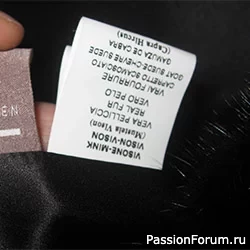 VISONE-MINK
VISON-VISON
(Mustela Vison)
VERA PELLICCIA
REAL FUR
VERO PELO
VRAI FOURRURE
CAPRETTO SCAMOSCIATO
GOAT SUEDE-CHEVRE SUEDE
GAMUZA DE CABRA
(Capra Hircus)
PassionForum.ru